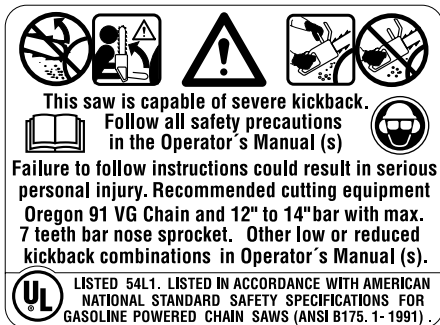 This saw is capable of severe kickback.
Follow all safety precautions
in the Operator´s Manual (s)
Failure to follow instructions could result in serious
personal injury. Recommended cutting equipment
Oregon 91 VG Chain and 12" to 14"bar with max.
7 teeth bar nose sprocket. Other low or reduced
kickback combinations in Operator´s Manual (s).
UL
LISTED 54L1. LISTED IN ACCORDANCE WITH AMERICAN
NATIONAL STANDARD SAFETY SPECIFICATIONS FOR
GASOLINE POWERED CHAIN SAWS (ANSI B175. 1- 1991) .